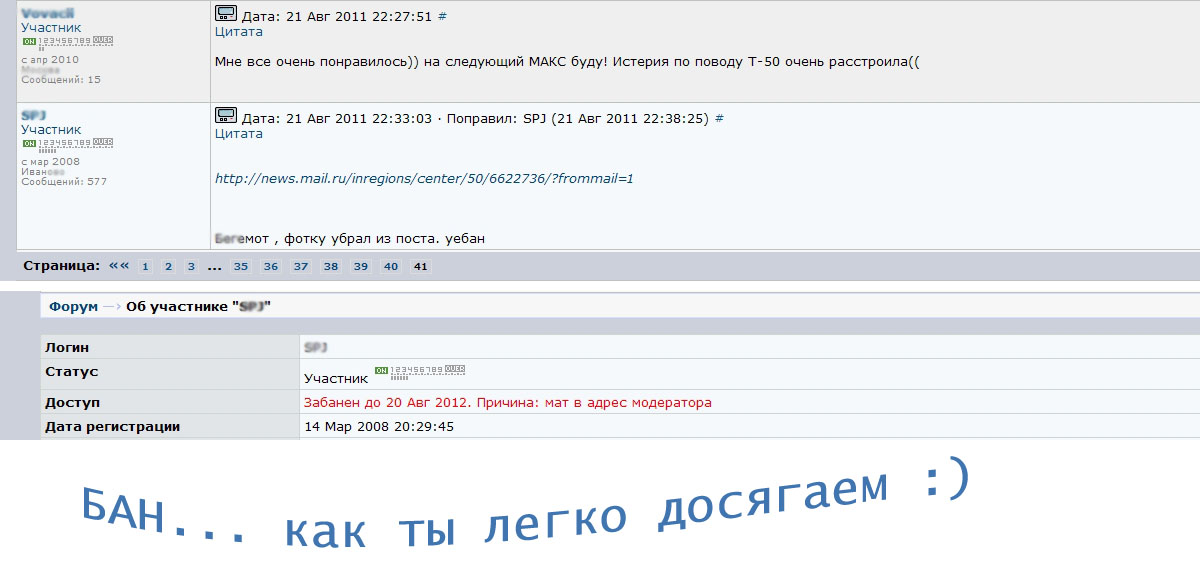 Vovacii
Дата: 21 Авг 2011 22:27:51 #
Участник
Цитата
ON 123456789 OVER
с апр 2010
Москва
Сообщений: 15
Мне все очень понравилось)) на следующий МАКС буду! Истерия по поводу Т-50 очень расстроила((
SPJ
Дата: 21 Авг 2011 22:33:03 · Поправил: SPJ (21 Авг 2011 22:38:25) #
Участник
Цитата
ON 123456789 OVER
с мар 2008
Иваново
Сообщений: 577
http://news.mail.ru/inregions/center/50/6622736/?frommail=1
Бегемот , фотку убрал из поста. уебан
Страница: «« 1 2 3 ... 35 36 37 38 39 40 41
Форум —> Об участнике "SPJ"
Логин SPJ
Статус Участник ON 123456789 OVER
Доступ Забанен до 20 Авг 2012. Причина: мат в адрес модератора
Дата регистрации 14 Мар 2008 20:29:45
БАН... как ты легко досягаем :)